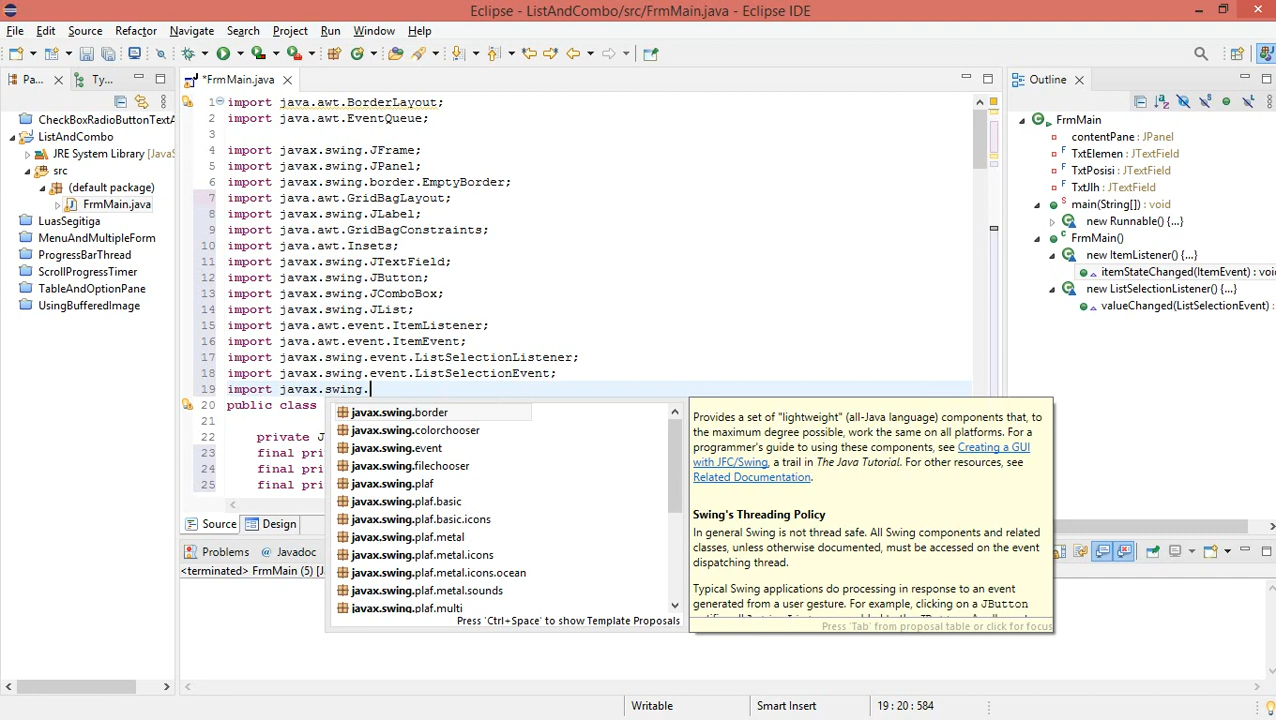 Eclipse - ListAndCombo/src/FrmMain.java - Eclipse IDE
File Edit Source Refactor Navigate Search Project Run Window Help
Pa...
Ty...
CheckBoxRadioButtonTextA
ListAndCombo
JRE System Library [JavaS
src
(default package)
FrmMain.java
LuasSegitiga
MenuAndMultipleForm
ProgressBarThread
ScrollProgressTimer
TableAndOptionPane
UsingBufferedImage
*FrmMain.java
1 import java.awt.BorderLayout;
2 import java.awt.EventQueue;
3
4 import javax.swing.JFrame;
5 import javax.swing.JPanel;
6 import javax.swing.border.EmptyBorder;
7 import java.awt.GridBagLayout;
8 import javax.swing.JLabel;
9 import java.awt.GridBagConstraints;
10 import java.awt.Insets;
11 import javax.swing.JTextField;
12 import javax.swing.JButton;
13 import javax.swing.JComboBox;
14 import javax.swing.JList;
15 import java.awt.event.ItemListener;
16 import java.awt.event.ItemEvent;
17 import javax.swing.event.ListSelectionListener;
18 import javax.swing.event.ListSelectionEvent;
19 import javax.swing.
20 public class
21
22 private J
23 final pri
24 final pri
25 final pri
javax.swing.border
javax.swing.colorchooser
javax.swing.event
javax.swing.filechooser
javax.swing.plaf
javax.swing.plaf.basic
javax.swing.plaf.basic.icons
javax.swing.plaf.metal
javax.swing.plaf.metal.icons
javax.swing.plaf.metal.icons.ocean
javax.swing.plaf.metal.sounds
javax.swing.plaf.multi
Press 'Ctrl+Space' to show Template Proposals
Provides a set of "lightweight" (all-Java language) components that, to
the maximum degree possible, work the same on all platforms. For a
programmer's guide to using these components, see Creating a GUI
with JFC/Swing, a trail in The Java Tutorial. For other resources, see
Related Documentation.
Swing's Threading Policy
In general Swing is not thread safe. All Swing components and related
classes, unless otherwise documented, must be accessed on the event
dispatching thread.
Typical Swing applications do processing in response to an event
generated from a user gesture. For example, clicking on a JButton
Press 'Tab' from proposal table or click for focus
Outline
FrmMain
contentPane : JPanel
TxtElemen : JTextField
TxtPosisi : JTextField
TxtJlh : JTextField
main(String[]) : void
new Runnable() {...}
FrmMain()
new ItemListener() {...}
itemStateChanged(ItemEvent) : voi
new ListSelectionListener() {...}
valueChanged(ListSelectionEvent) :
Source Design
Problems Javadoc
<terminated> FrmMain (5) [J
Writable Smart Insert 19 : 20 : 584